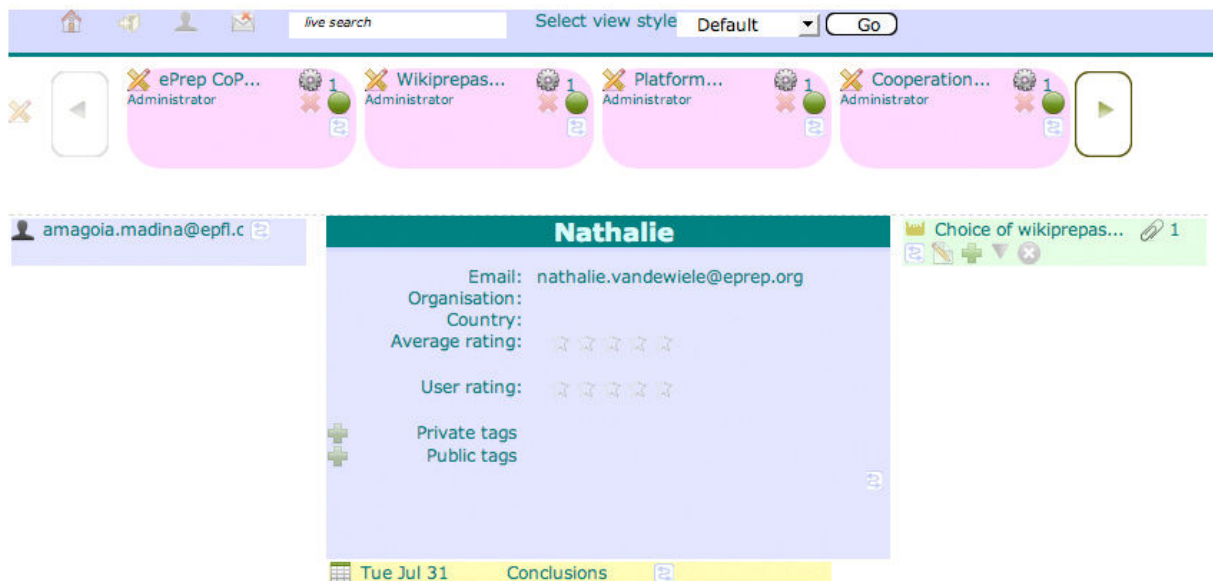 live search Select view style Default Go
ePrep CoP... 1 Wikiprepas... 1 Platform... 1 Cooperation... 1
Administrator Administrator Administrator Administrator
amagoia.madina@epfl.c Nathalie Choice of wikiprepas... 1
Email: nathalie.vandewiele@eprep.org
Organisation:
Country:
Average rating:
User rating:
Private tags
Public tags
Tue Jul 31 Conclusions